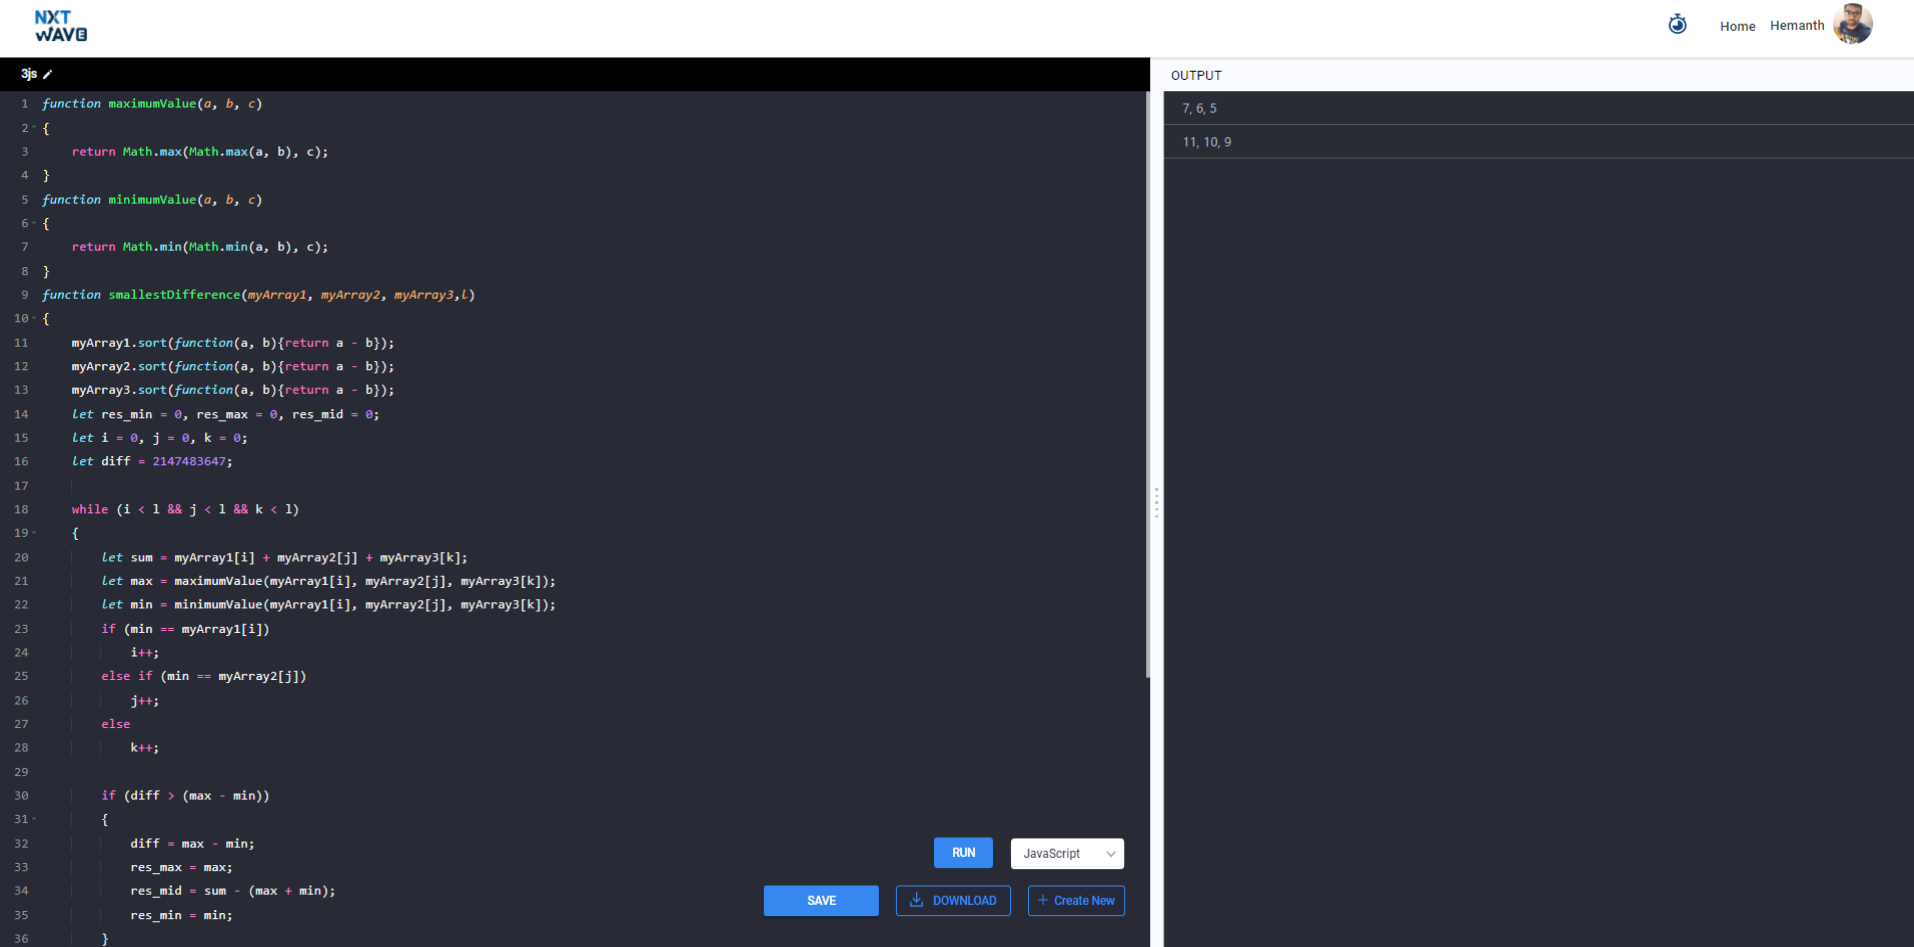 NXT
WAVE
Home Hemanth
3js
OUTPUT
1 function maximumValue(a, b, c)
2 {
3 return Math.max(Math.max(a, b), c);
4 }
5 function minimumValue(a, b, c)
6 {
7 return Math.min(Math.min(a, b), c);
8 }
9 function smallestDifference(myArray1, myArray2, myArray3,l)
10 {
11 myArray1.sort(function(a, b){return a - b});
12 myArray2.sort(function(a, b){return a - b});
13 myArray3.sort(function(a, b){return a - b});
14 let res_min = 0, res_max = 0, res_mid = 0;
15 let i = 0, j = 0, k = 0;
16 let diff = 2147483647;
17
18 while (i < l && j < l && k < l)
19 {
20 let sum = myArray1[i] + myArray2[j] + myArray3[k];
21 let max = maximumValue(myArray1[i], myArray2[j], myArray3[k]);
22 let min = minimumValue(myArray1[i], myArray2[j], myArray3[k]);
23 if (min == myArray1[i])
24 i++;
25 else if (min == myArray2[j])
26 j++;
27 else
28 k++;
29
30 if (diff > (max - min))
31 {
32 diff = max - min;
33 res_max = max;
34 res_mid = sum - (max + min);
35 res_min = min;
36 }
RUN JavaScript
SAVE DOWNLOAD + Create New
7, 6, 5
11, 10, 9